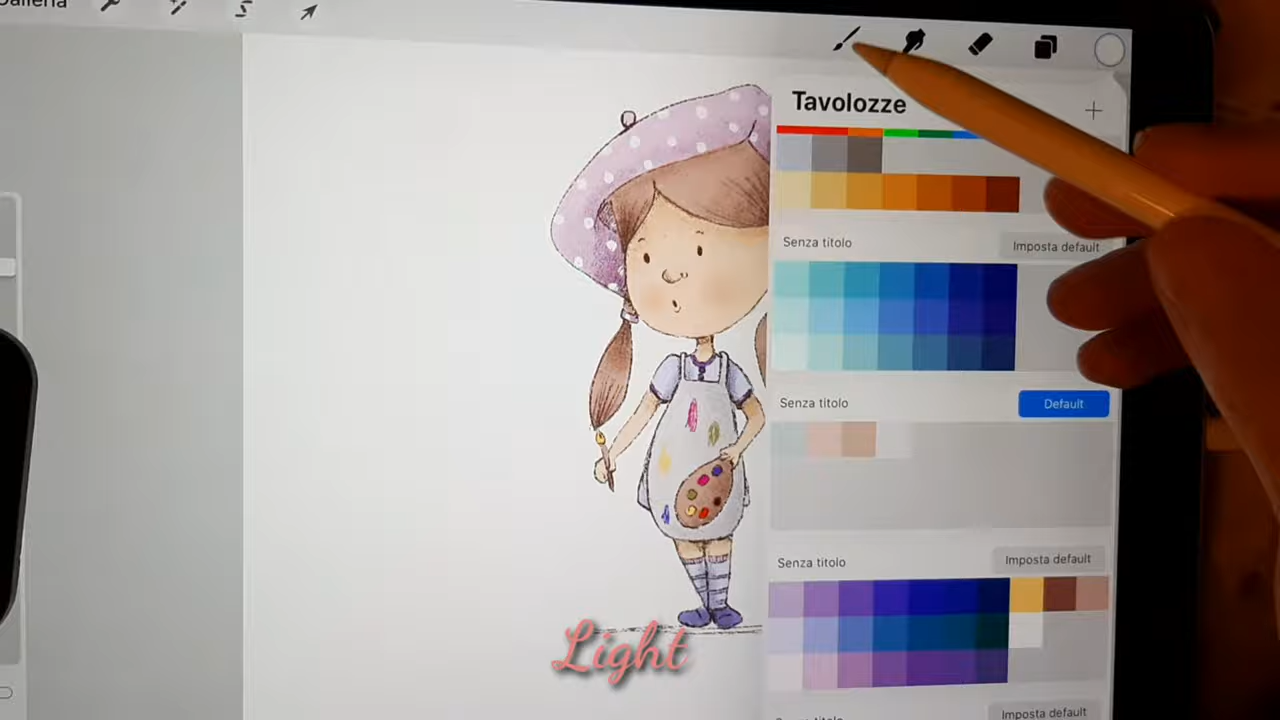 Tavolozze
Senza titolo
Imposta default
Senza titolo
Default
Senza titolo
Imposta default
Imposta default
Light